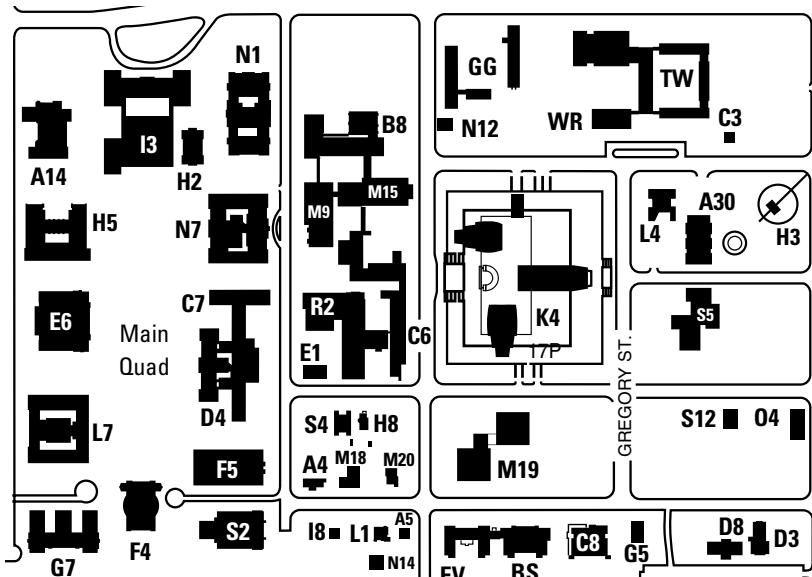 N1
GG
TW
B8
N12
WR
C3
I3
A14
H2
M15
H5
N7
M9
L4
A30
H3
C7
E6
R2
K4
S5
Main
Quad
E1
C6
17P
GREGORY ST.
D4
L7
S4
H8
S12
O4
A4
M18
M20
M19
F5
I8
L1
A5
S2
C8
G5
D8
D3
F4
G7
N14
BS